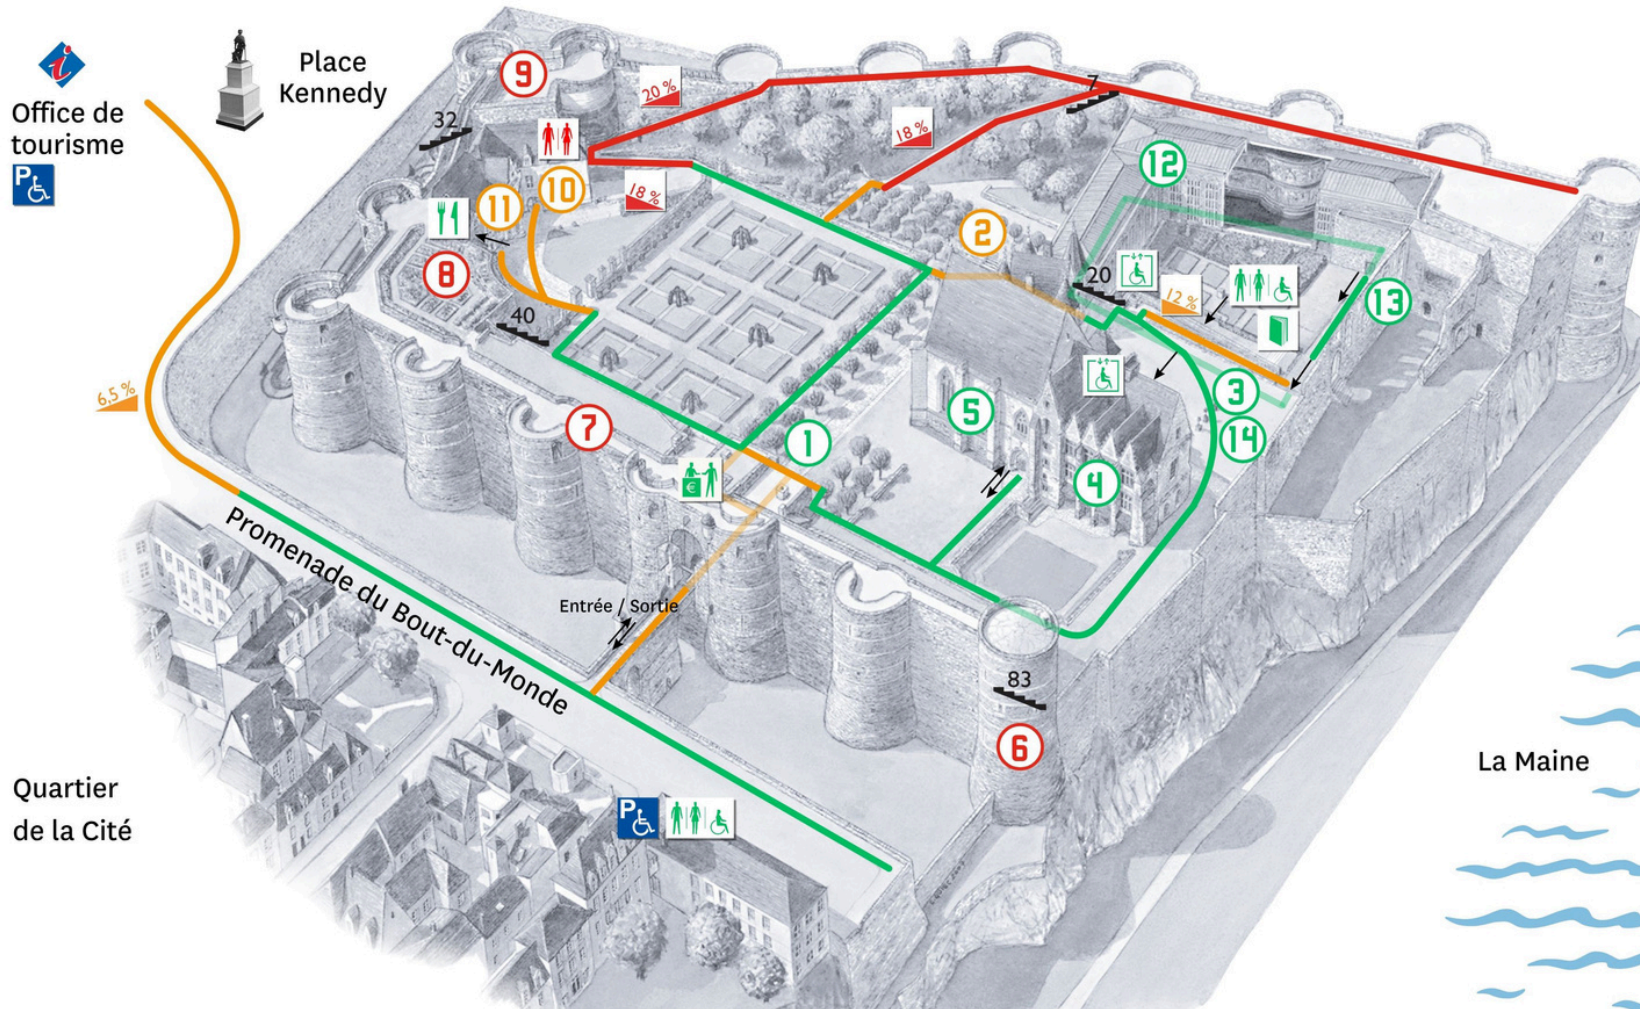 Office de
tourisme
P
Place
Kennedy
9
32
20 %
7
18 %
12
10
11
18 %
2
8
20
12 %
13
40
6,5 %
7
1
5
3
14
4
€
Promenade du Bout-du-Monde
Entrée / Sortie
83
6
La Maine
Quartier
de la Cité
P